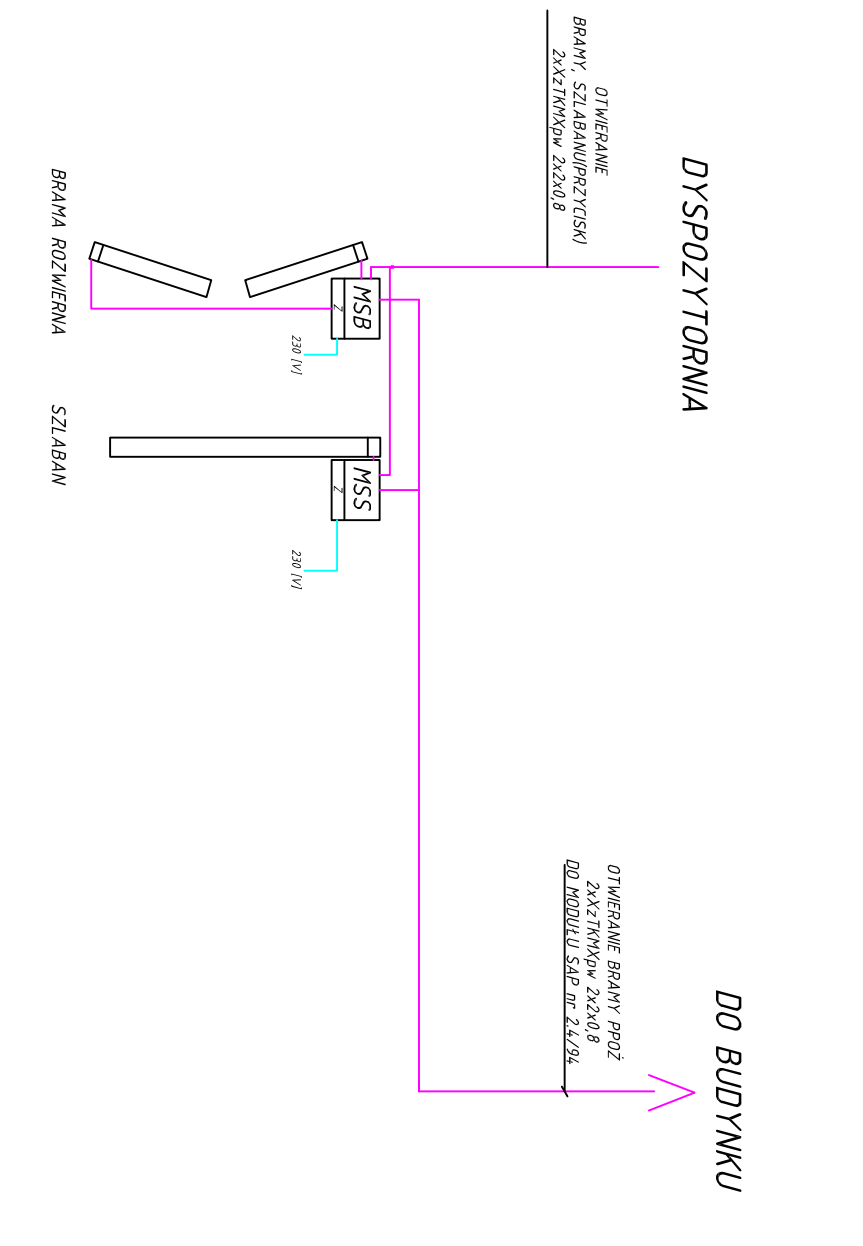 DYSPOZYTORNIA
OTWIERANIE
BRAMY, SZLABANU(PRZYCISK)
2xXzTKMXpw 2x2x0,8
MSB
Z
230 [V]
BRAMA ROZWIERNA
MSS
Z
230 [V]
SZLABAN
DO BUDYNKU
OTWIERANIE BRAMY PPOŻ
2xXzTKMXpw 2x2x0,8
DO MODUŁU SAP nr 2.4/94